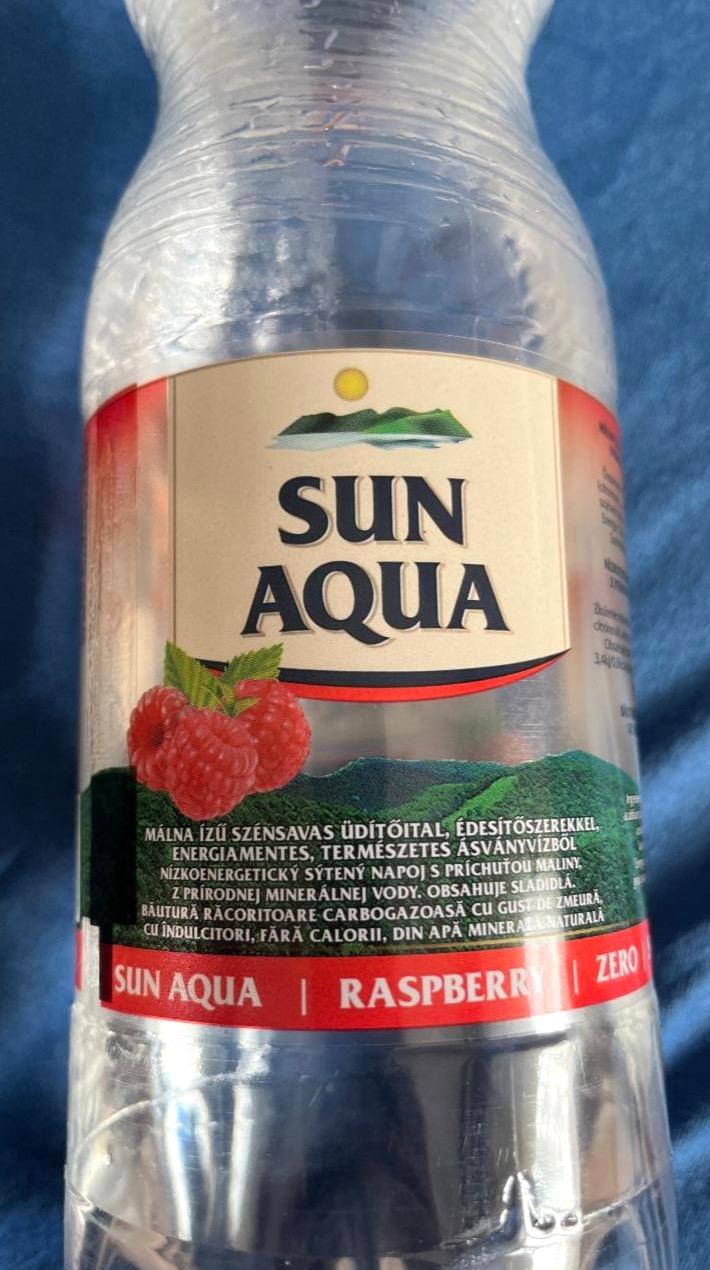 SUN
AQUA
MÁLNA ÍZŰ SZÉNSAVAS ÜDÍTŐITAL, ÉDESÍTŐSZEREKKEL,
ENERGIAMENTES, TERMÉSZETES ÁSVÁNYVÍZBŐL
NÍZKOENERGETICKÝ SÝTENÝ NAPOJ S PRÍCHUŤOU MALINY,
Z PRÍRODNEJ MINERÁLNEJ VODY. OBSAHUJE SLADIDLÁ.
BĂUTURĂ RĂCORITOARE CARBOGAZOASĂ CU GUST DE ZMEURĂ,
CU ÎNDULCITORI, FĂRĂ CALORII, DIN APĂ MINERALĂ NATURALĂ
SUN AQUA | RASPBERRY | ZERO |